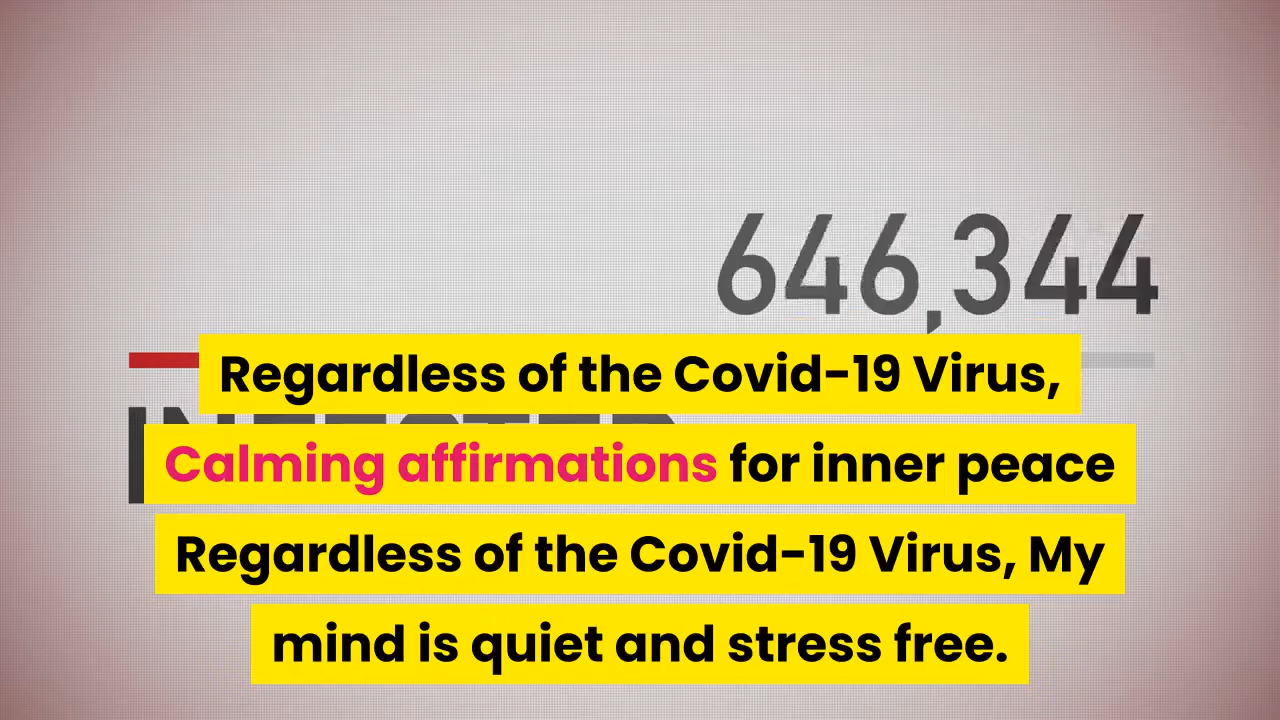 646,344
Regardless of the Covid-19 Virus,
Calming affirmations for inner peace
Regardless of the Covid-19 Virus, My
mind is quiet and stress free.